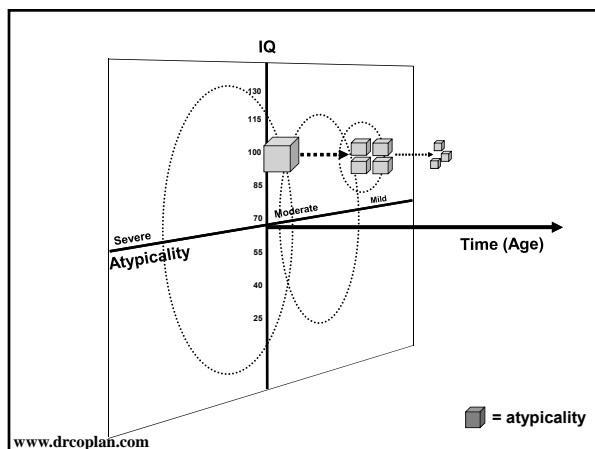 IQ
130
115
100
85
Mild
Moderate
70
Severe
Atypicality
Time (Age)
55
40
25
= atypicality
www.drcoplan.com